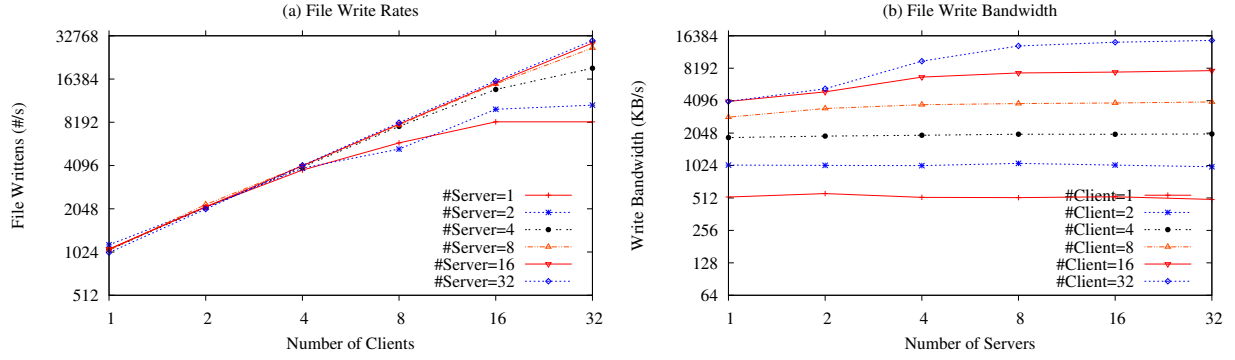 (a) File Write Rates
File Writtens (#/s)
32768
16384
8192
4096
2048
1024
512
#Server=1
#Server=2
#Server=4
#Server=8
#Server=16
#Server=32
1 2 4 8 16 32
Number of Clients
(b) File Write Bandwidth
Write Bandwidth (KB/s)
16384
8192
4096
2048
1024
512
256
128
64
#Client=1
#Client=2
#Client=4
#Client=8
#Client=16
#Client=32
1 2 4 8 16 32
Number of Servers